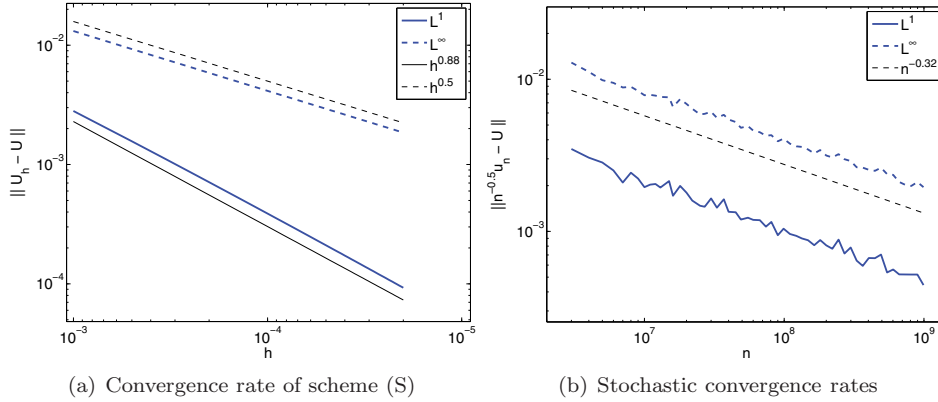 10^{-2}
10^{-3}
10^{-4}
|| U_h − U ||
10^{-3}
10^{-4}
10^{-5}
h
L^1
L^∞
h^{0.88}
h^{0.5}
(a) Convergence rate of scheme (S)
10^{-2}
10^{-3}
||n^{-0.5}u_n − U ||
10^7
10^8
10^9
n
L^1
L^∞
n^{-0.32}
(b) Stochastic convergence rates